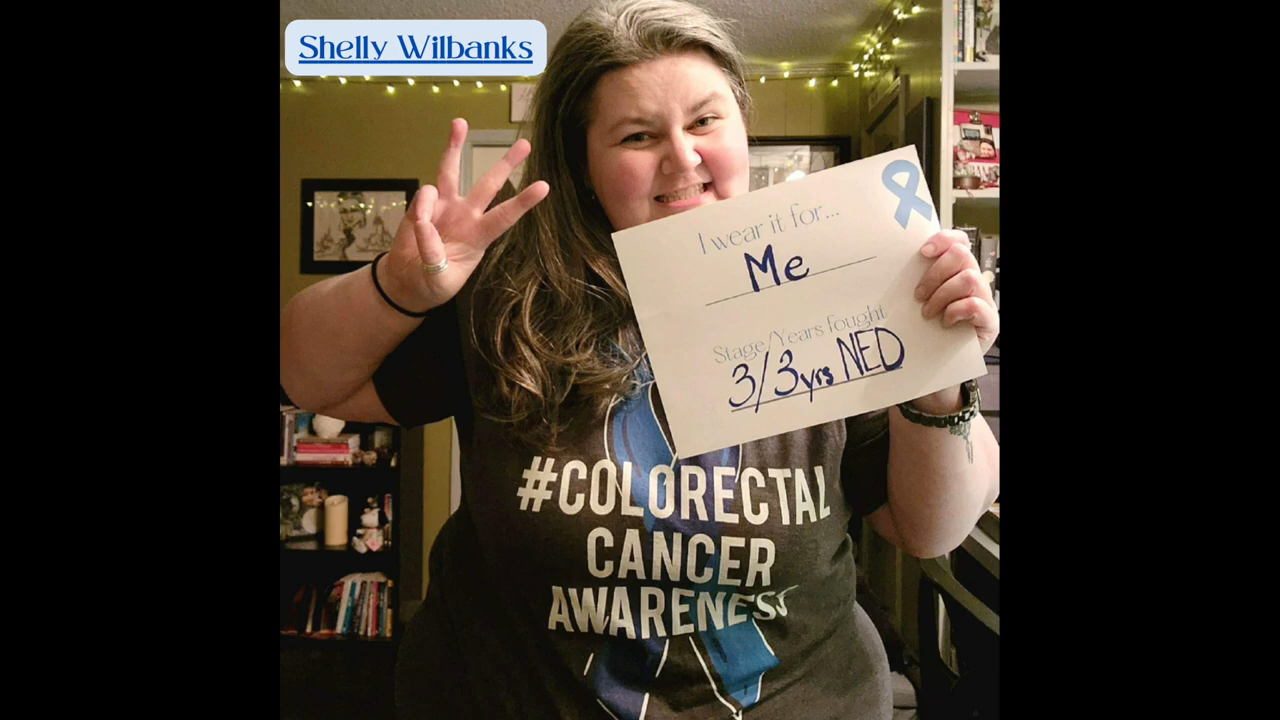 Shelly Wilbanks
I wear it for...
Me
Stage/Years fought
3/3yrs NED
#COLORECTAL
CANCER
AWARENESS